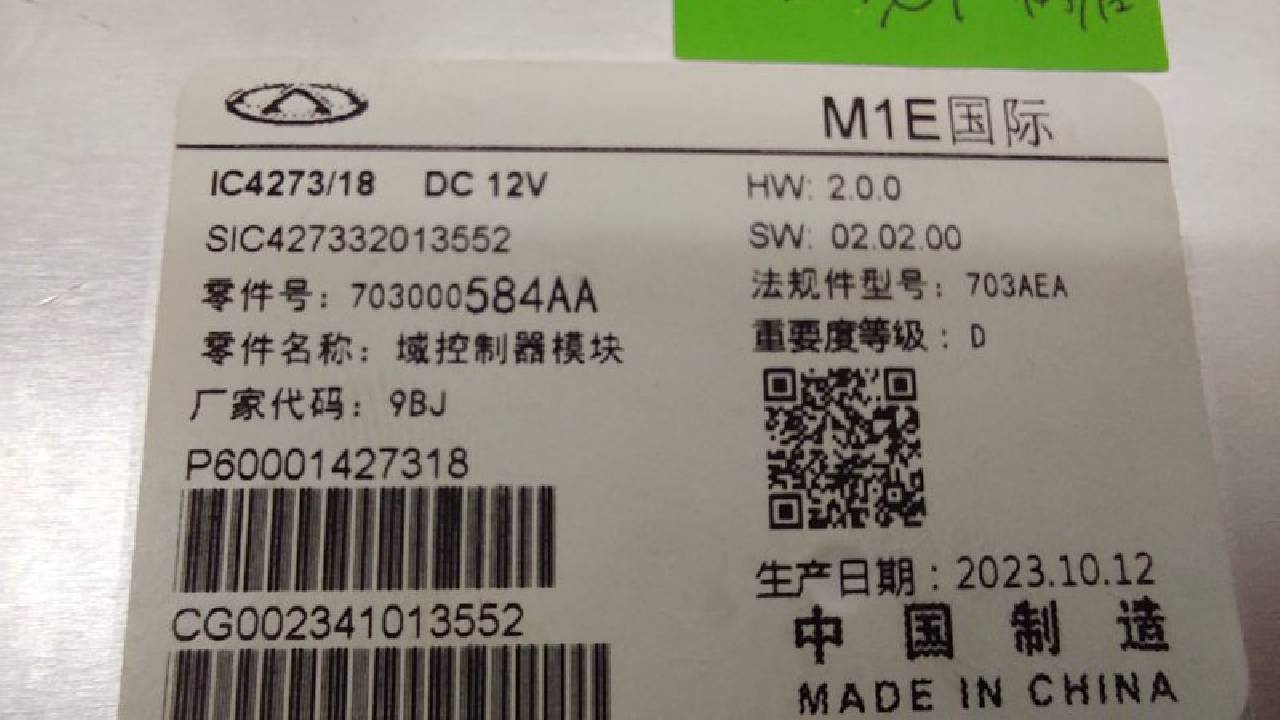 M1E国际
IC4273/18 DC 12V
HW: 2.0.0
SIC427332013552
SW: 02.02.00
零件号: 703000584AA
法规件型号: 703AEA
零件名称: 域控制器模块
重要度等级: D
厂家代码: 9BJ
P60001427318
生产日期: 2023.10.12
CG002341013552
中国制造
MADE IN CHINA